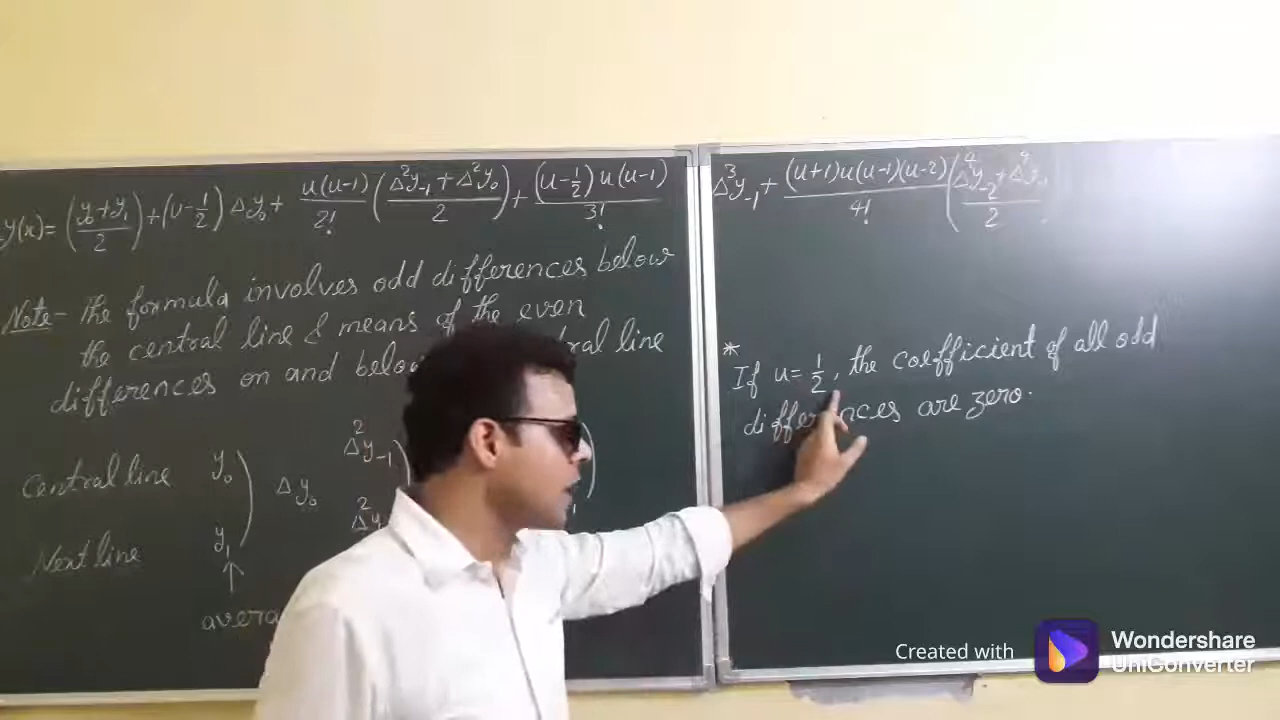 y(x) = ((y₀+y₁)/2) + (u-1/2) Δy₀ + u(u-1)/2! ((Δ²y₋₁ + Δ²y₀)/2) + (u-1/2) u(u-1)/3!
Note- the formula involves odd differences below
the central line & means of the even
differences on and below central line
Central line y₀ Δy₀ Δ²y₋₁
Next line y₁ Δ²y
↑
Δ³y₋₁ + (u+1)u(u-1)(u-2)/4! ((Δ⁴y₋₂ + Δ⁴y₋₁)/2)
*
If u = 1/2, the coefficient of all odd
differences are zero.
Created with Wondershare
UniConverter